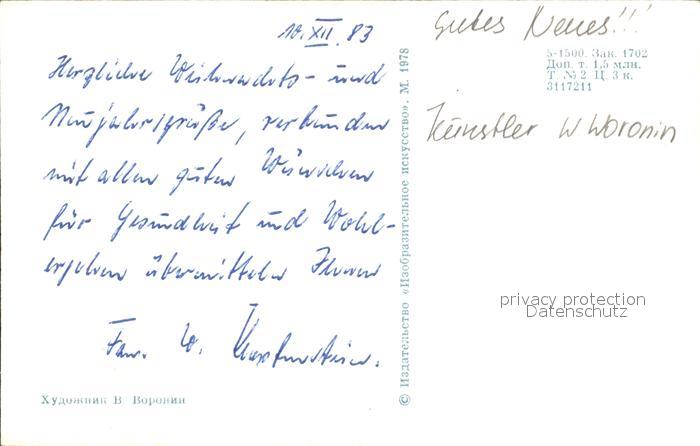 10.XII.83
Herzliche Weihnachts- und
Neujahrsgrüße, verbunden
mit allen guten Wünschen
für Gesundheit und Wohl-
ergehen übermitteln Ihnen
Fam. W.
Художник В. Воронин
© Издательство «Изобразительное искусство». М. 1978
Gutes Neues!!!
5-1500. Зак. 1702
Доп. т. 1,5 млн.
Т. № 2 Ц. 3 к.
3117211
Künstler W Woronin
privacy protection
Datenschutz